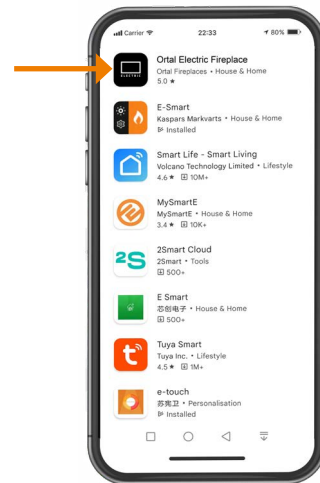 Carrier
22:33
80%
Ortal Electric Fireplace
Ortal Fireplaces • House & Home
5.0 ★
ELECTRIC
E-Smart
Kaspars Markvarts • House & Home
Installed
Smart Life - Smart Living
Volcano Technology Limited • Lifestyle
4.6 ★ 10M+
MySmartE
MySmartE • House & Home
3.4 ★ 10K+
2S
2Smart Cloud
2Smart • Tools
500+
E Smart
芯创电子 • House & Home
500+
t
Tuya Smart
Tuya Inc. • Lifestyle
4.5 ★ 1M+
e-touch
苏宪卫 • Personalisation
Installed